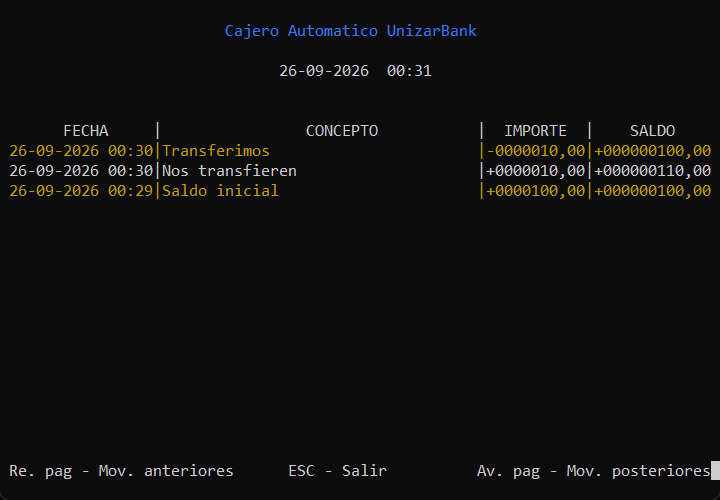 Cajero Automatico UnizarBank
26-09-2026  00:31
FECHA | CONCEPTO | IMPORTE | SALDO
26-09-2026 00:30|Transferimos |-0000010,00|+000000100,00
26-09-2026 00:30|Nos transfieren |+0000010,00|+000000110,00
26-09-2026 00:29|Saldo inicial |+0000100,00|+000000100,00
Re. pag - Mov. anteriores ESC - Salir Av. pag - Mov. posteriores